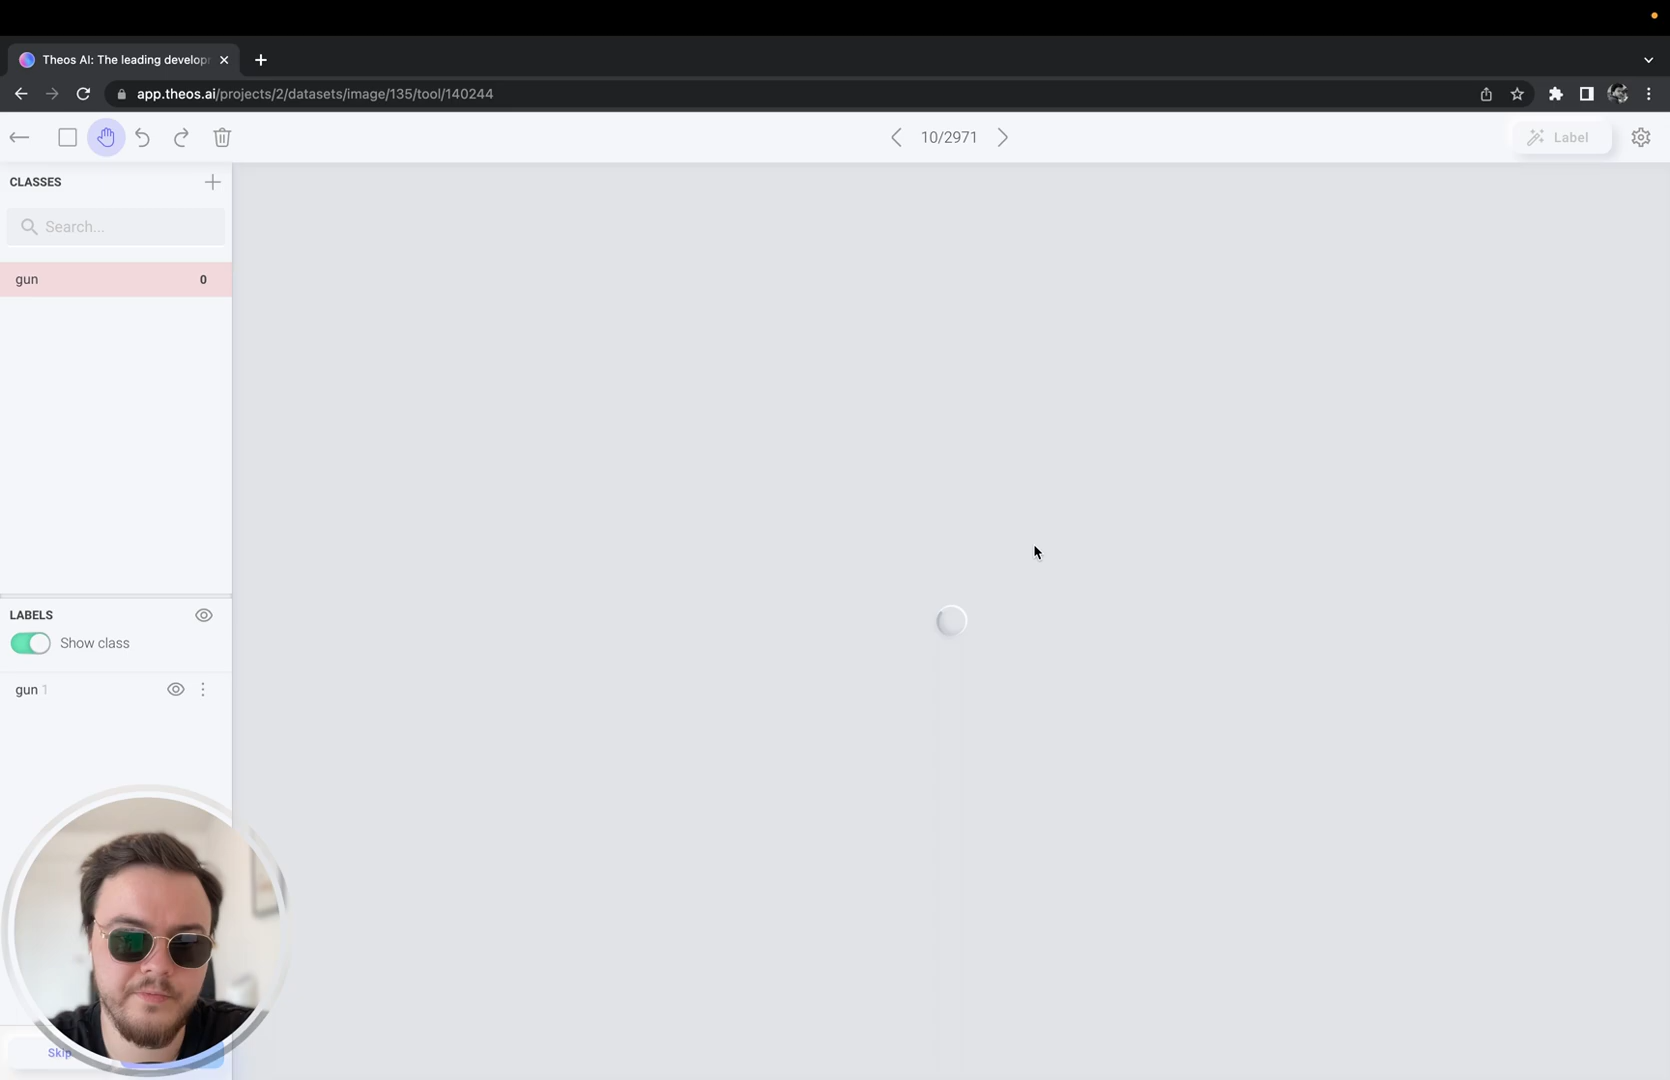 Theos AI: The leading develop
app.theos.ai/projects/2/datasets/image/135/tool/140244
10/2971
Label
CLASSES
Search...
gun 0
LABELS
Show class
gun 1
Skip